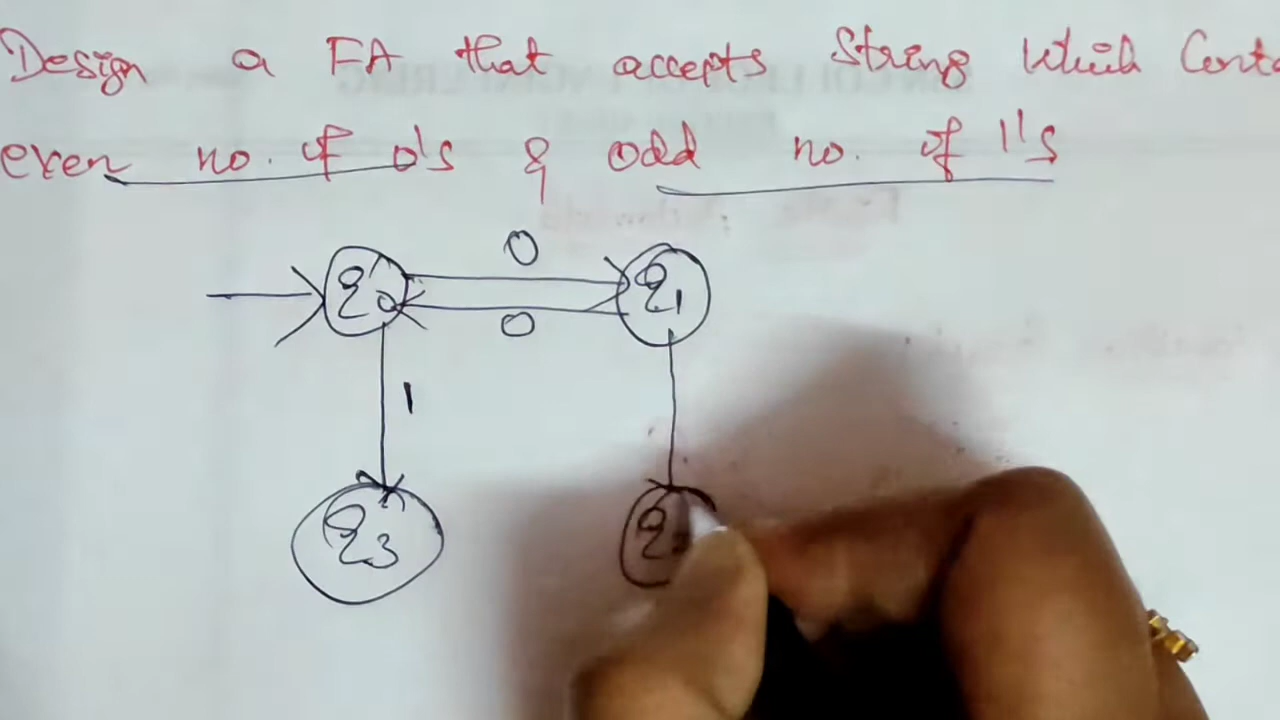 Design a FA that accepts String which Conta
even no. of 0's & odd no. of 1's
0
q0 q1
0
1
q3 q2